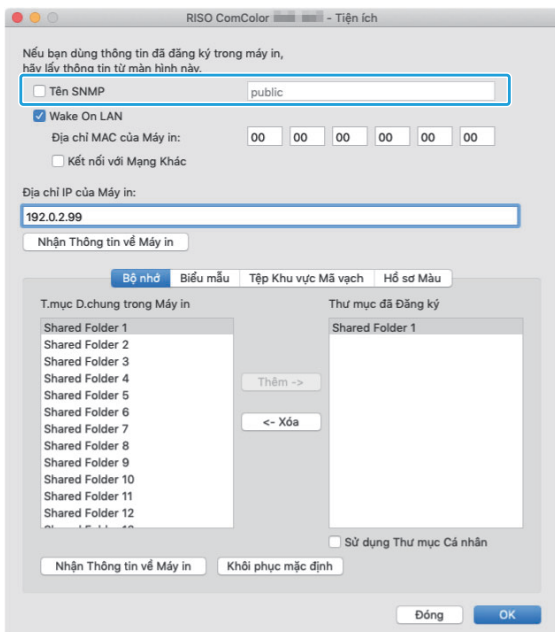 RISO ComColor - Tiện ích
Nếu bạn dùng thông tin đã đăng ký trong máy in,
hãy lấy thông tin từ màn hình này.
Tên SNMP public
Wake On LAN
Địa chỉ MAC của Máy in: 00 00 00 00 00 00
Kết nối với Mạng Khác
Địa chỉ IP của Máy in:
192.0.2.99
Nhận Thông tin về Máy in
Bộ nhớ Biểu mẫu Tệp Khu vực Mã vạch Hồ sơ Màu
T.mục D.chung trong Máy in Thư mục đã Đăng ký
Shared Folder 1 Shared Folder 1
Shared Folder 2
Shared Folder 3
Shared Folder 4 Thêm ->
Shared Folder 5
Shared Folder 6
Shared Folder 7 <- Xóa
Shared Folder 8
Shared Folder 9
Shared Folder 10
Shared Folder 11
Shared Folder 12
Sử dụng Thư mục Cá nhân
Nhận Thông tin về Máy in Khôi phục mặc định
Đóng OK